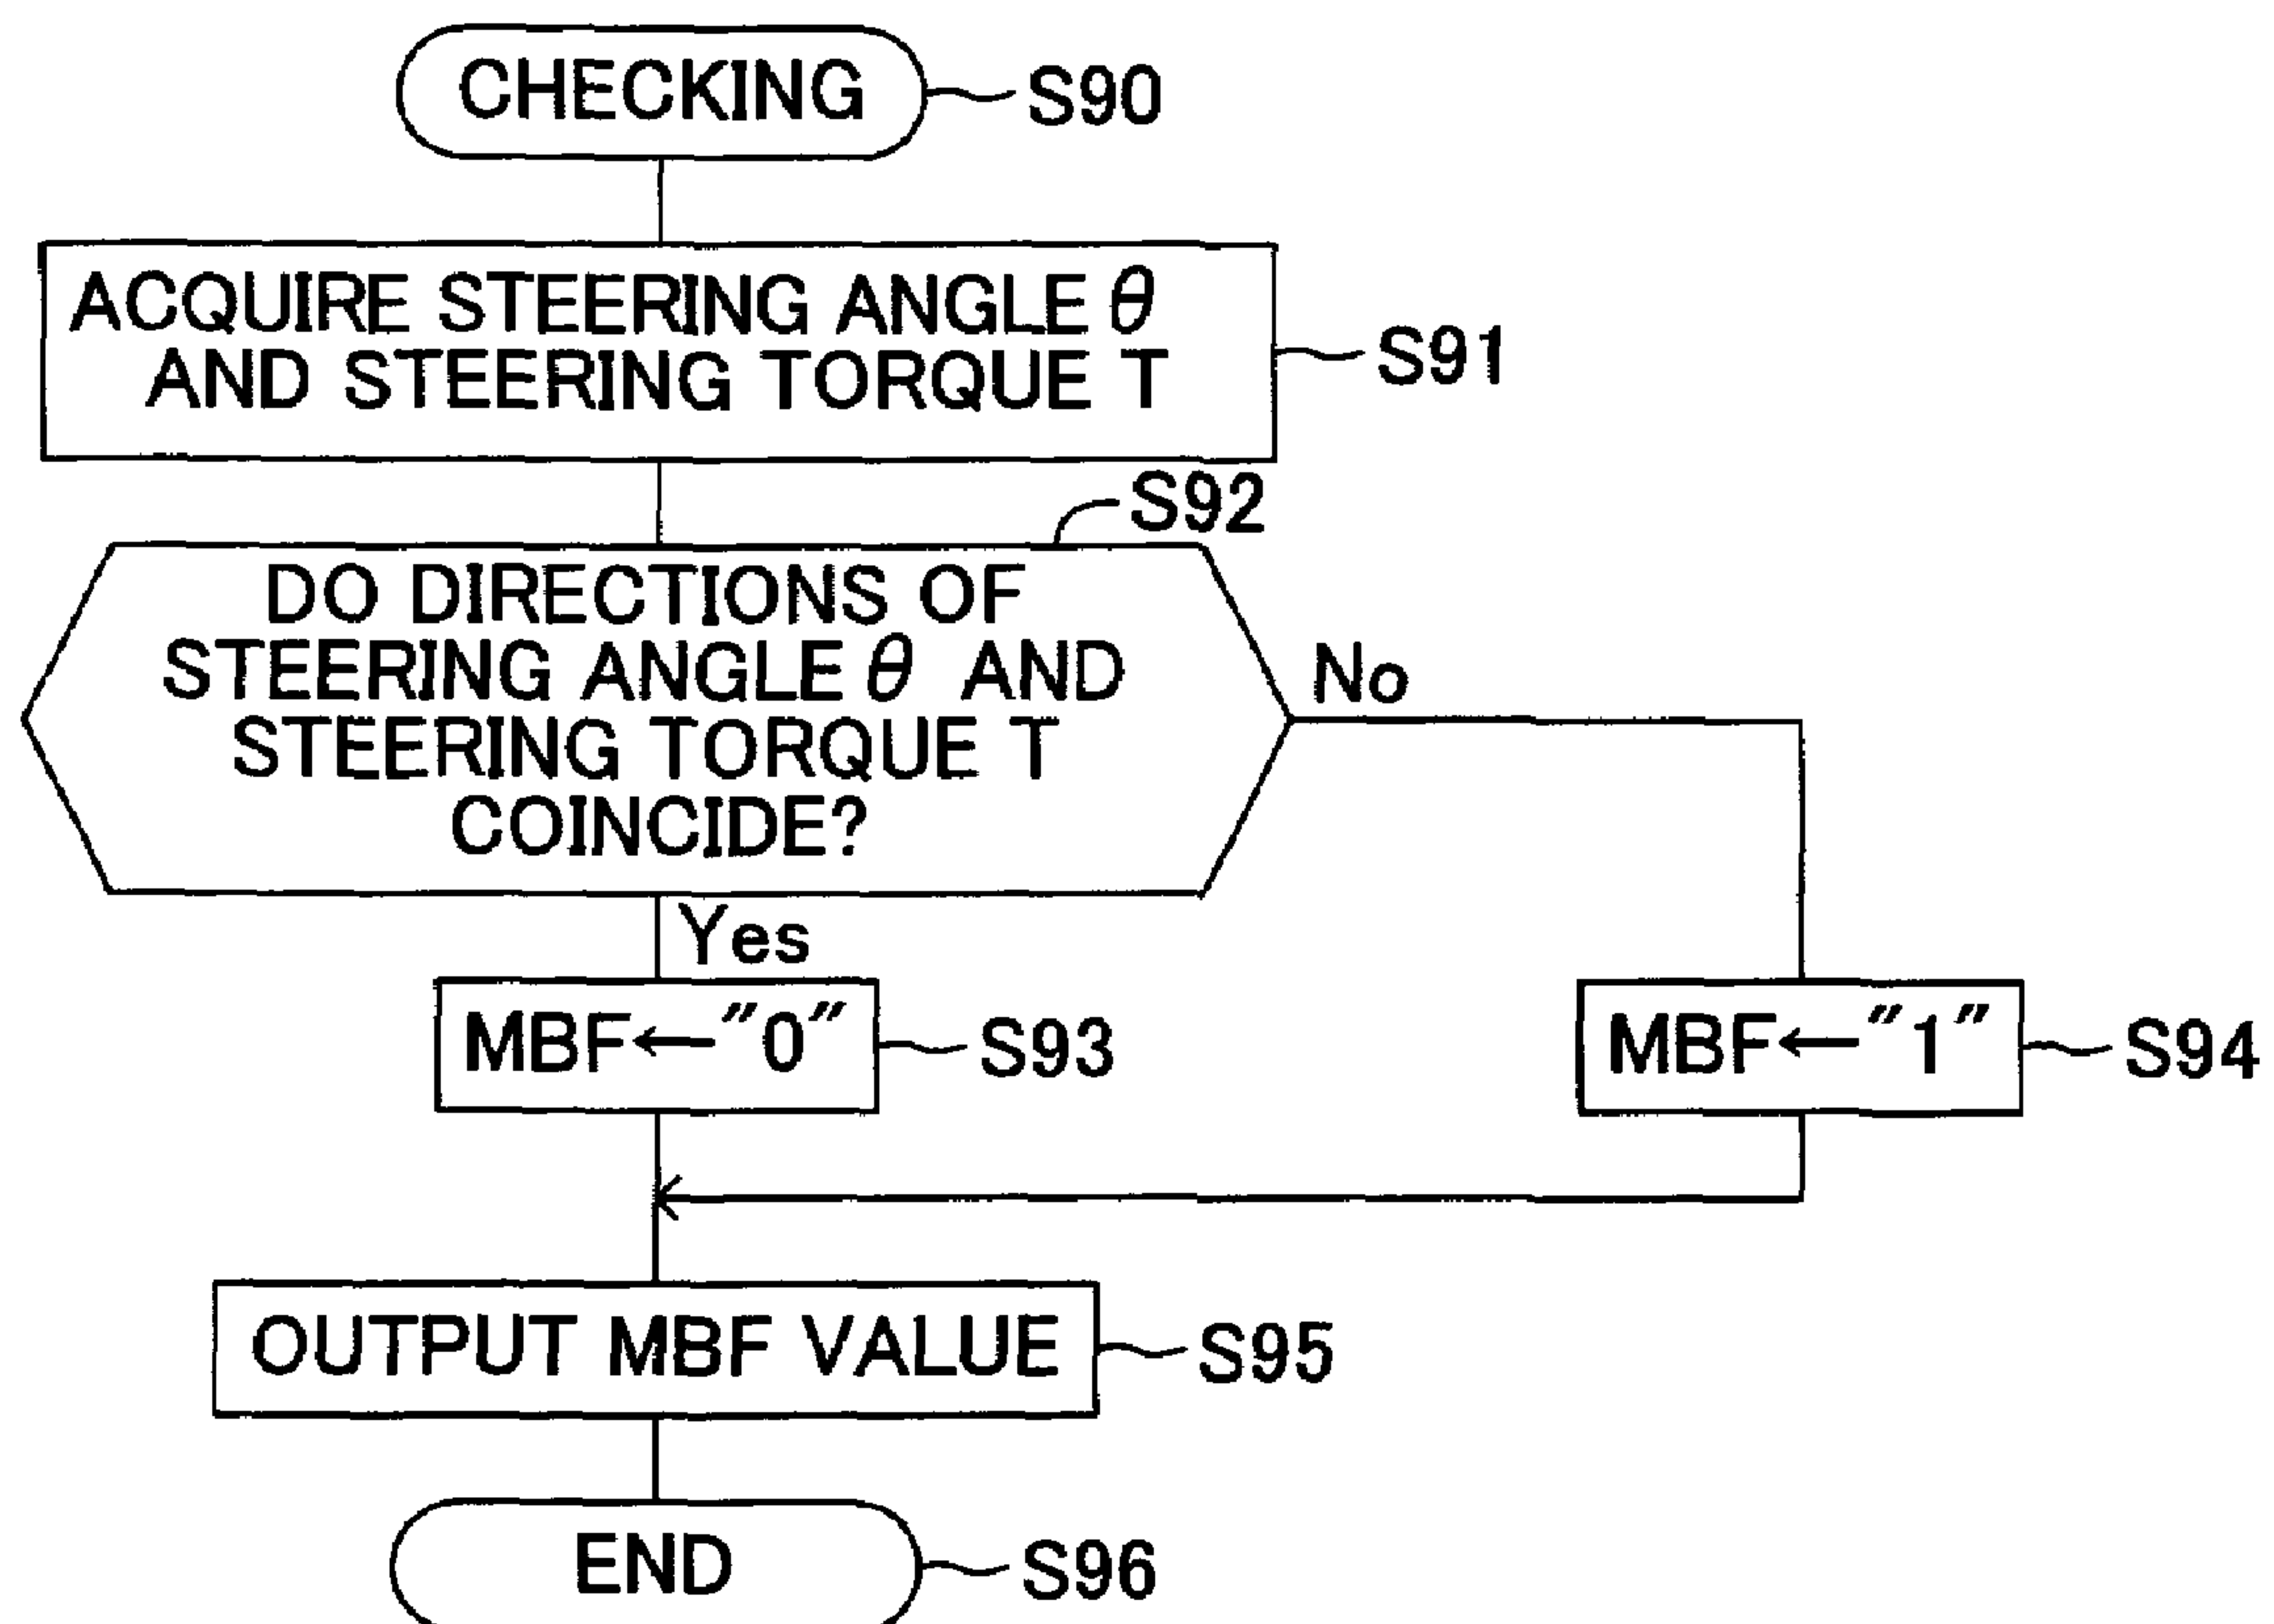 CHECKING
S90
ACQUIRE STEERING ANGLE θ
AND STEERING TORQUE T
S91
S92
DO DIRECTIONS OF
STEERING ANGLE θ AND
STEERING TORQUE T
COINCIDE?
No
Yes
MBF←"0"
S93
MBF←"1"
S94
OUTPUT MBF VALUE
S95
END
S96